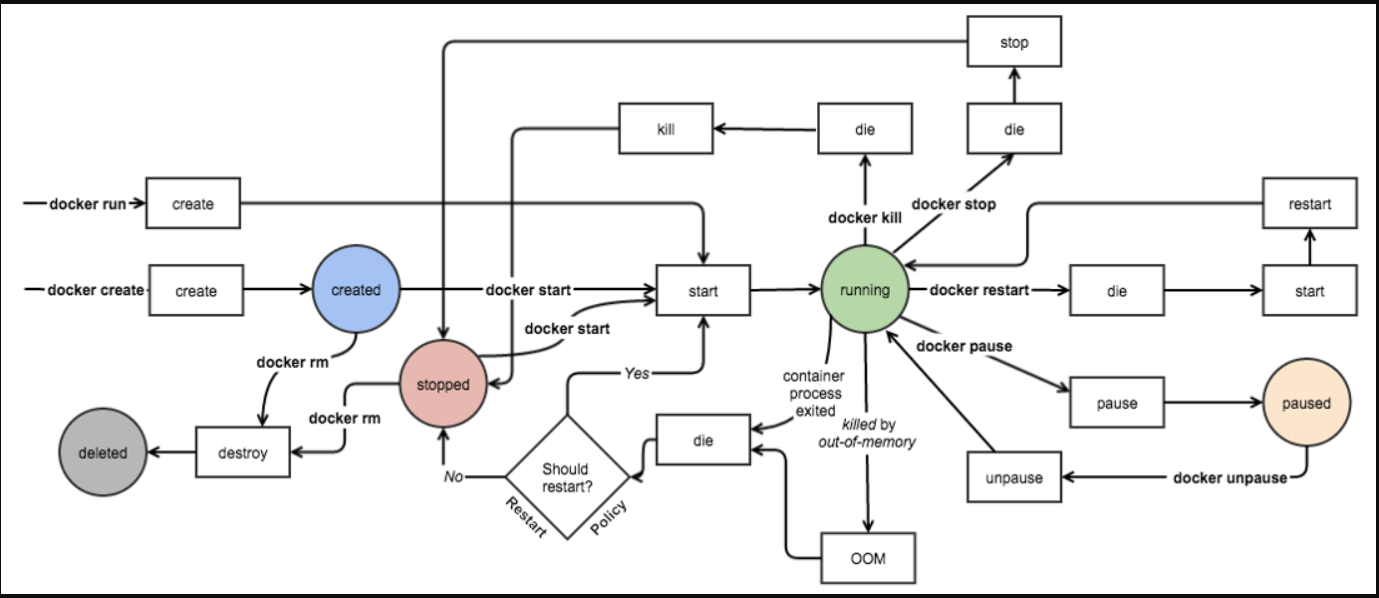 stop
kill
die
die
docker run
create
docker kill
docker stop
restart
docker create
create
created
docker start
start
running
docker restart
die
start
docker start
docker pause
docker rm
stopped
Yes
container
process
exited
pause
paused
docker rm
killed by
out-of-memory
deleted
destroy
die
No
Should
restart?
Restart
Policy
unpause
docker unpause
OOM